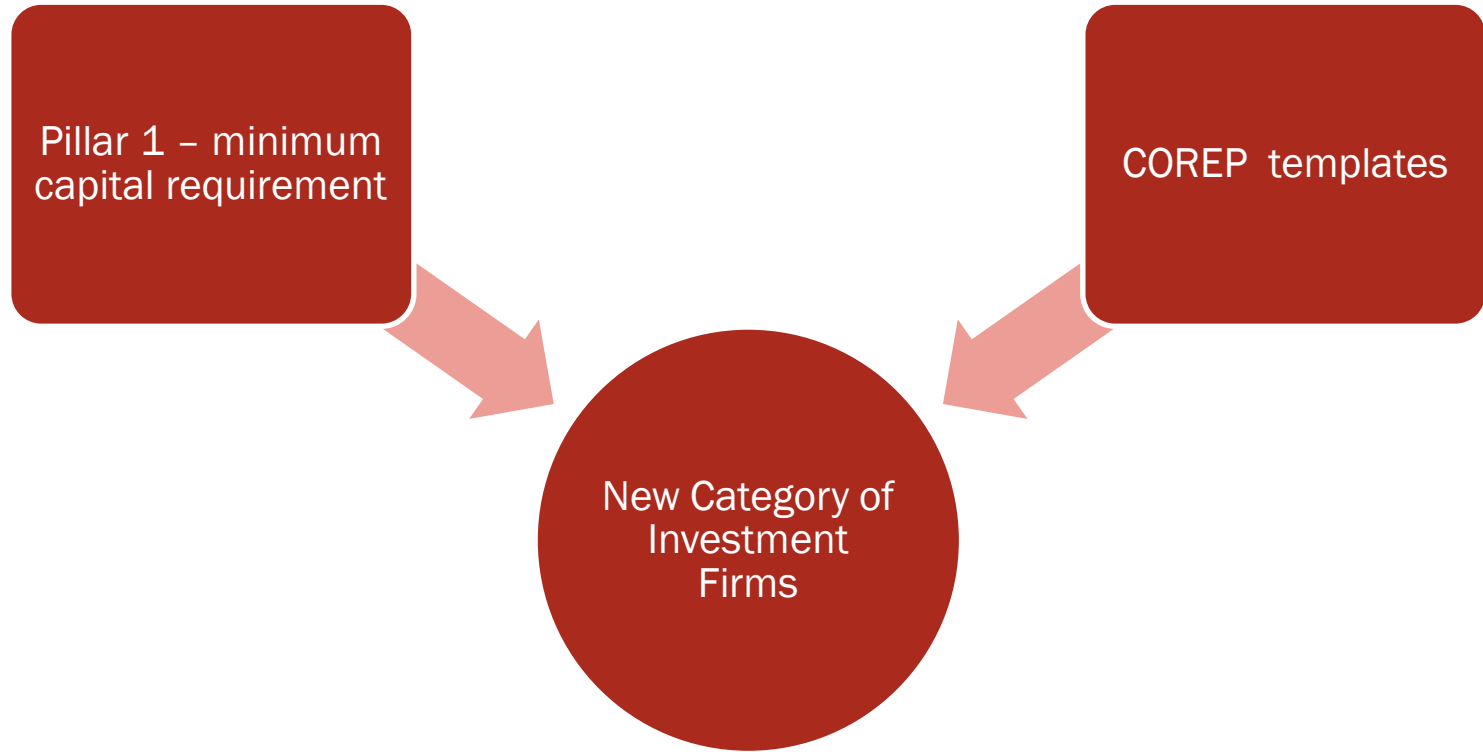 Pillar 1 – minimum
capital requirement
COREP  templates
New Category of
Investment
Firms